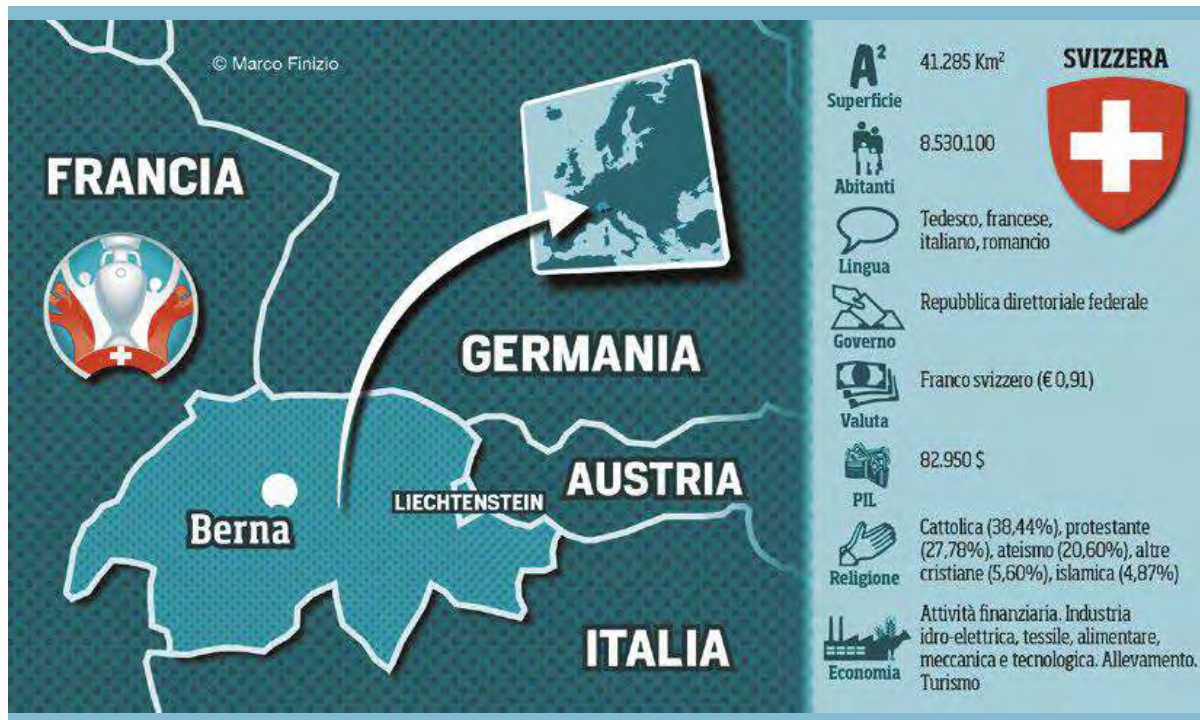 © Marco Finizio
FRANCIA
GERMANIA
AUSTRIA
LIECHTENSTEIN
Berna
ITALIA
SVIZZERA
A²
Superficie
41.285 Km²
Abitanti
8.530.100
Lingua
Tedesco, francese,
italiano, romancio
Governo
Repubblica direttoriale federale
Valuta
Franco svizzero (€ 0,91)
PIL
82.950 $
Religione
Cattolica (38,44%), protestante
(27,78%), ateismo (20,60%), altre
cristiane (5,60%), islamica (4,87%)
Economia
Attività finanziaria. Industria
idro-elettrica, tessile, alimentare,
meccanica e tecnologica. Allevamento.
Turismo